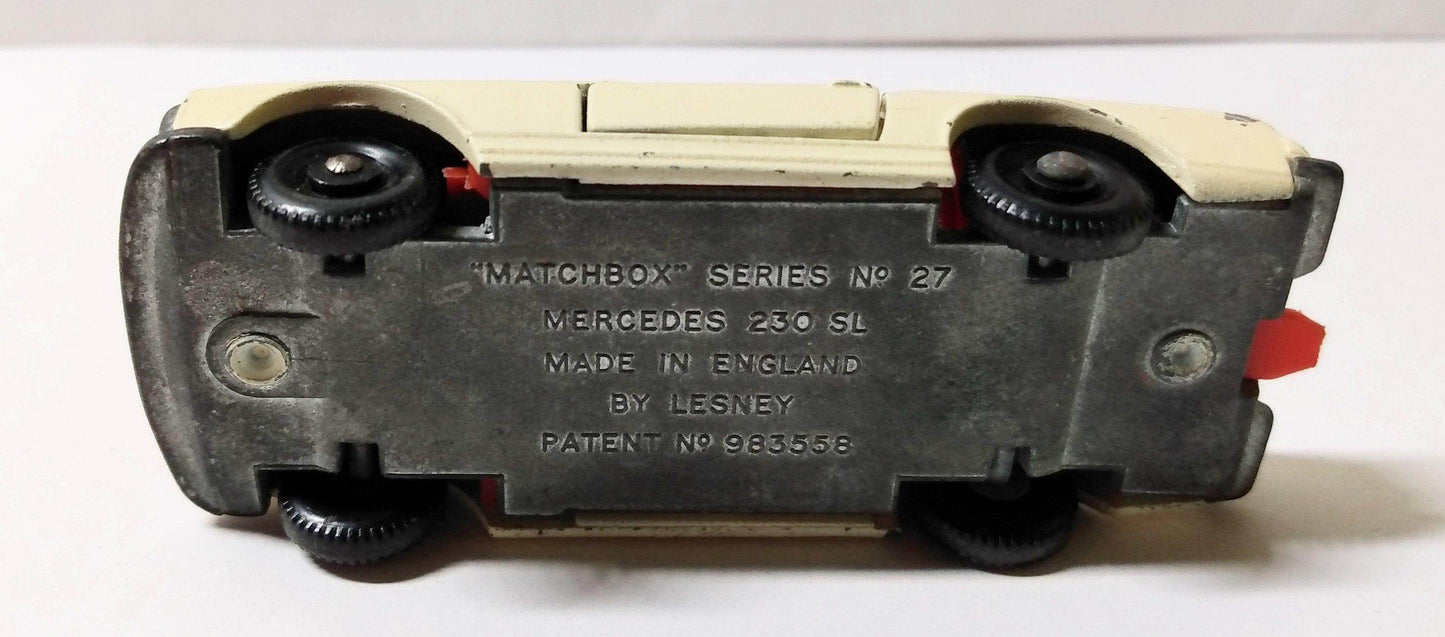 "MATCHBOX" SERIES Nº 27
MERCEDES 230 SL
MADE IN ENGLAND
BY LESNEY
PATENT Nº 983558